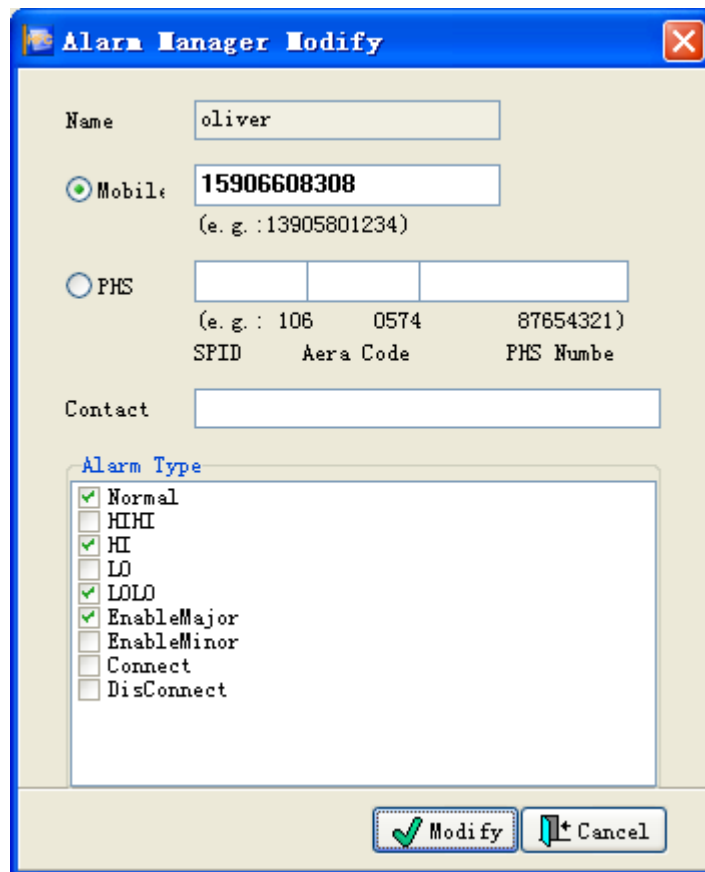 Alarm Manager Modify
Name oliver
Mobile 15906608308
(e.g.:13905801234)
PHS
(e.g.: 106 0574 87654321)
SPID Aera Code PHS Numbe
Contact
Alarm Type
Normal
HIHI
HI
LO
LOLO
EnableMajor
EnableMinor
Connect
DisConnect
Modify Cancel